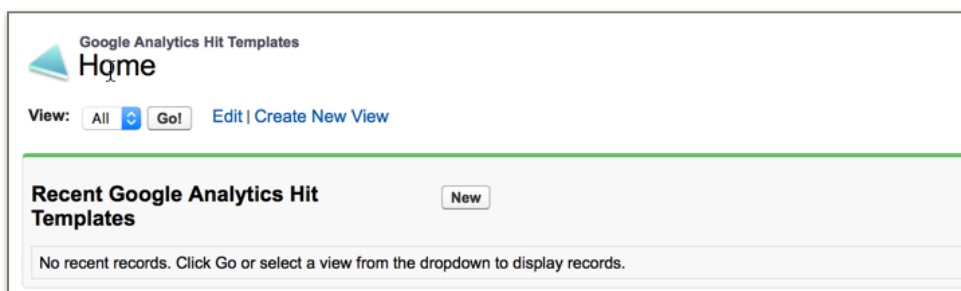 Google Analytics Hit Templates
Home
View: All Go! Edit | Create New View
Recent Google Analytics Hit New
Templates
No recent records. Click Go or select a view from the dropdown to display records.